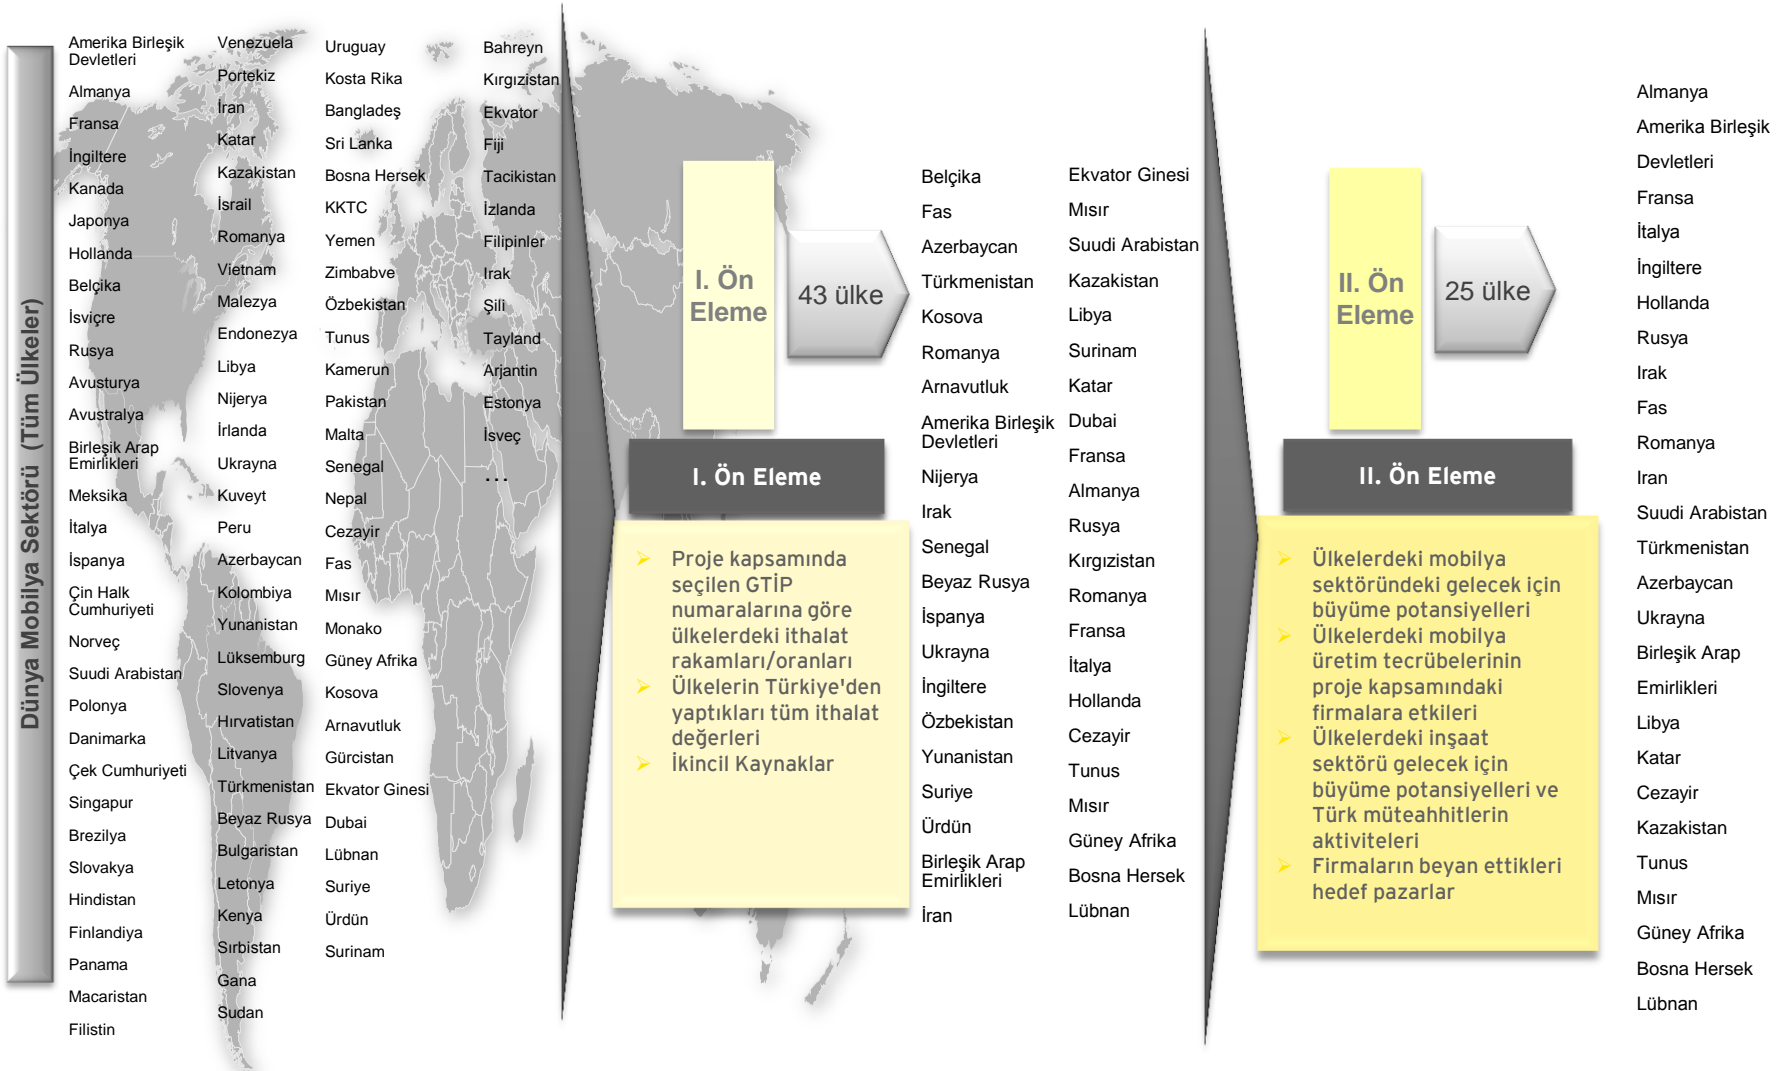 Dünya Mobilya Sektörü (Tüm Ülkeler)
Amerika Birleşik
Devletleri
Almanya
Fransa
İngiltere
Kanada
Japonya
Hollanda
Belçika
İsviçre
Rusya
Avusturya
Avustralya
Birleşik Arap
Emirlikleri
Meksika
İtalya
İspanya
Çin Halk
Cumhuriyeti
Norveç
Suudi Arabistan
Polonya
Danimarka
Çek Cumhuriyeti
Singapur
Brezilya
Slovakya
Hindistan
Finlandiya
Panama
Macaristan
Filistin
Venezuela
Portekiz
İran
Katar
Kazakistan
İsrail
Romanya
Vietnam
Malezya
Endonezya
Libya
Nijerya
İrlanda
Ukrayna
Kuveyt
Peru
Azerbaycan
Kolombiya
Yunanistan
Lüksemburg
Slovenya
Hırvatistan
Litvanya
Türkmenistan
Beyaz Rusya
Bulgaristan
Letonya
Kenya
Sırbistan
Gana
Sudan
Uruguay
Kosta Rika
Bangladeş
Sri Lanka
Bosna Hersek
KKTC
Yemen
Zimbabve
Özbekistan
Tunus
Kamerun
Pakistan
Malta
Senegal
Nepal
Cezayir
Fas
Mısır
Monako
Güney Afrika
Kosova
Arnavutluk
Gürcistan
Ekvator Ginesi
Dubai
Lübnan
Suriye
Ürdün
Surinam
Bahreyn
Kırgızistan
Ekvator
Fiji
Tacikistan
İzlanda
Filipinler
Irak
Şili
Tayland
Arjantin
Estonya
İsveç
...
I. Ön
Eleme
43 ülke
I. Ön Eleme
Proje kapsamında
seçilen GTİP
numaralarına göre
ülkelerdeki ithalat
rakamları/oranları
Ülkelerin Türkiye'den
yaptıkları tüm ithalat
değerleri
İkincil Kaynaklar
Belçika
Fas
Azerbaycan
Türkmenistan
Kosova
Romanya
Arnavutluk
Amerika Birleşik
Devletleri
Nijerya
Irak
Senegal
Beyaz Rusya
İspanya
Ukrayna
İngiltere
Özbekistan
Yunanistan
Suriye
Ürdün
Birleşik Arap
Emirlikleri
İran
Ekvator Ginesi
Mısır
Suudi Arabistan
Kazakistan
Libya
Surinam
Katar
Dubai
Fransa
Almanya
Rusya
Kırgızistan
Romanya
Fransa
İtalya
Hollanda
Cezayir
Tunus
Mısır
Güney Afrika
Bosna Hersek
Lübnan
II. Ön
Eleme
25 ülke
II. Ön Eleme
Ülkelerdeki mobilya
sektöründeki gelecek için
büyüme potansiyelleri
Ülkelerdeki mobilya
üretim tecrübelerinin
proje kapsamındaki
firmalara etkileri
Ülkelerdeki inşaat
sektörü gelecek için
büyüme potansiyelleri ve
Türk müteahhitlerin
aktiviteleri
Firmaların beyan ettikleri
hedef pazarlar
Almanya
Amerika Birleşik
Devletleri
Fransa
İtalya
İngiltere
Hollanda
Rusya
Irak
Fas
Romanya
Iran
Suudi Arabistan
Türkmenistan
Azerbaycan
Ukrayna
Birleşik Arap
Emirlikleri
Libya
Katar
Cezayir
Kazakistan
Tunus
Mısır
Güney Afrika
Bosna Hersek
Lübnan